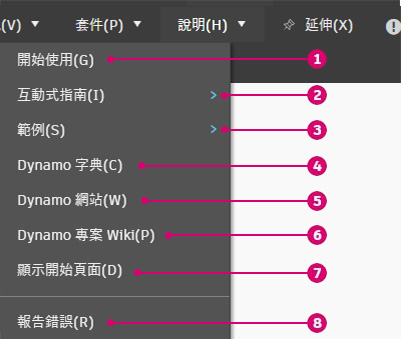 (V) 套件(P) 說明(H) 延伸(X)
開始使用(G) 1
互動式指南(I) 2
範例(S) 3
Dynamo 字典(C) 4
Dynamo 網站(W) 5
Dynamo 專案 Wiki(P) 6
顯示開始頁面(D) 7
報告錯誤(R) 8